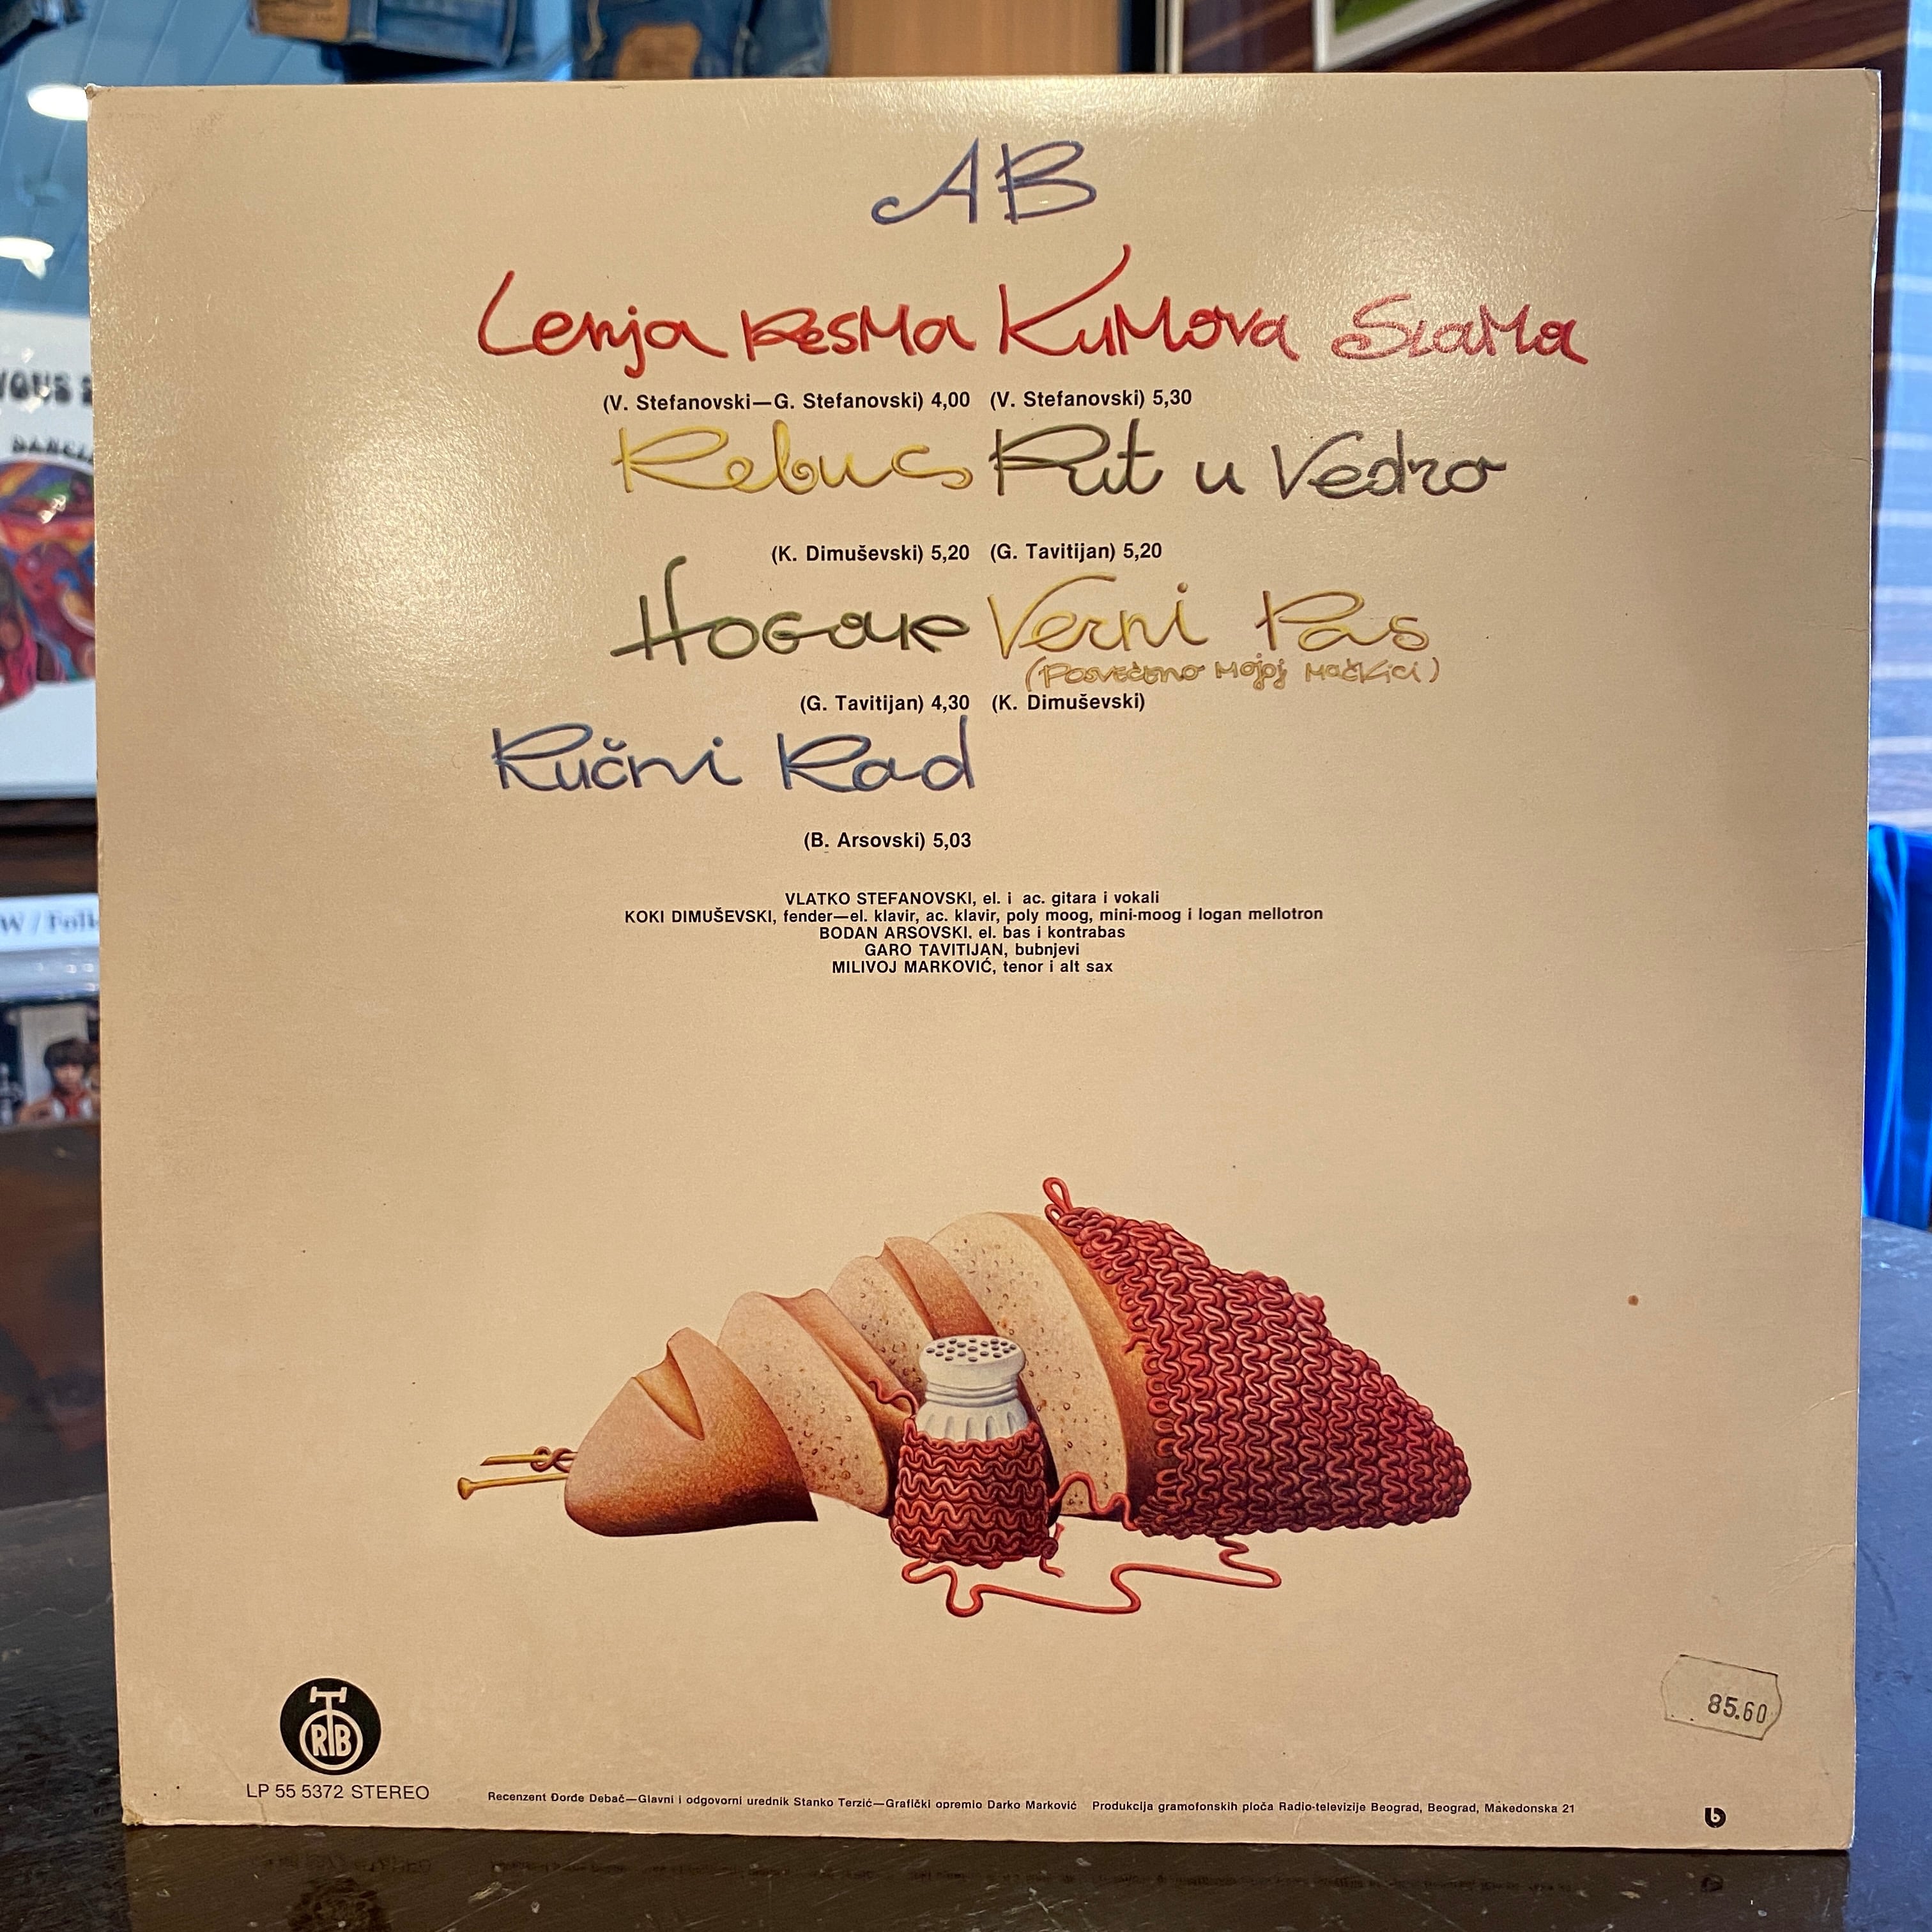 A B
Lenja pesma Kumova Slama
(V. Stefanovski—G. Stefanovski) 4,00 (V. Stefanovski) 5,30
Rebus Put u Vedro
(K. Dimuševski) 5,20 (G. Tavitijan) 5,20
Hogar Verni Pas
(Posvećeno mojoj mačkici)
(G. Tavitijan) 4,30 (K. Dimuševski)
Ručni Rad
(B. Arsovski) 5,03
VLATKO STEFANOVSKI, el. i ac. gitara i vokali
KOKI DIMUŠEVSKI, fender—el. klavir, ac. klavir, poly moog, mini-moog i logan mellotron
BODAN ARSOVSKI. el. bas i kontrabas
GARO TAVITIJAN, bubnjevi
MILIVOJ MARKOVIĆ, tenor i alt sax
85.60
RTB
LP 55 5372 STEREO
Recenzent Đorđe Debač—Glavni i odgovorni urednik Stanko Terzić—Grafički opremio Darko Marković Produkcija gramofonskih ploča Radio-televizije Beograd, Beograd, Makedonska 21
W / Folk